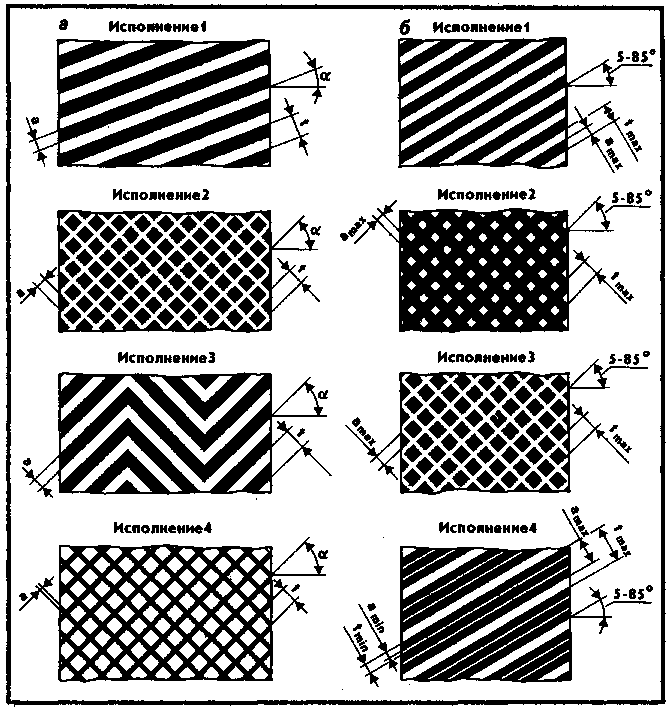 а Исполнение1
α
a
t
Исполнение2
α
a
t
Исполнение3
α
a
t
Исполнение4
α
a
t
б Исполнение1
5-85°
t max
a max
Исполнение2
5-85°
a max
t max
Исполнение3
5-85°
a max
t max
Исполнение4
a max
t max
5-85°
a min
t min